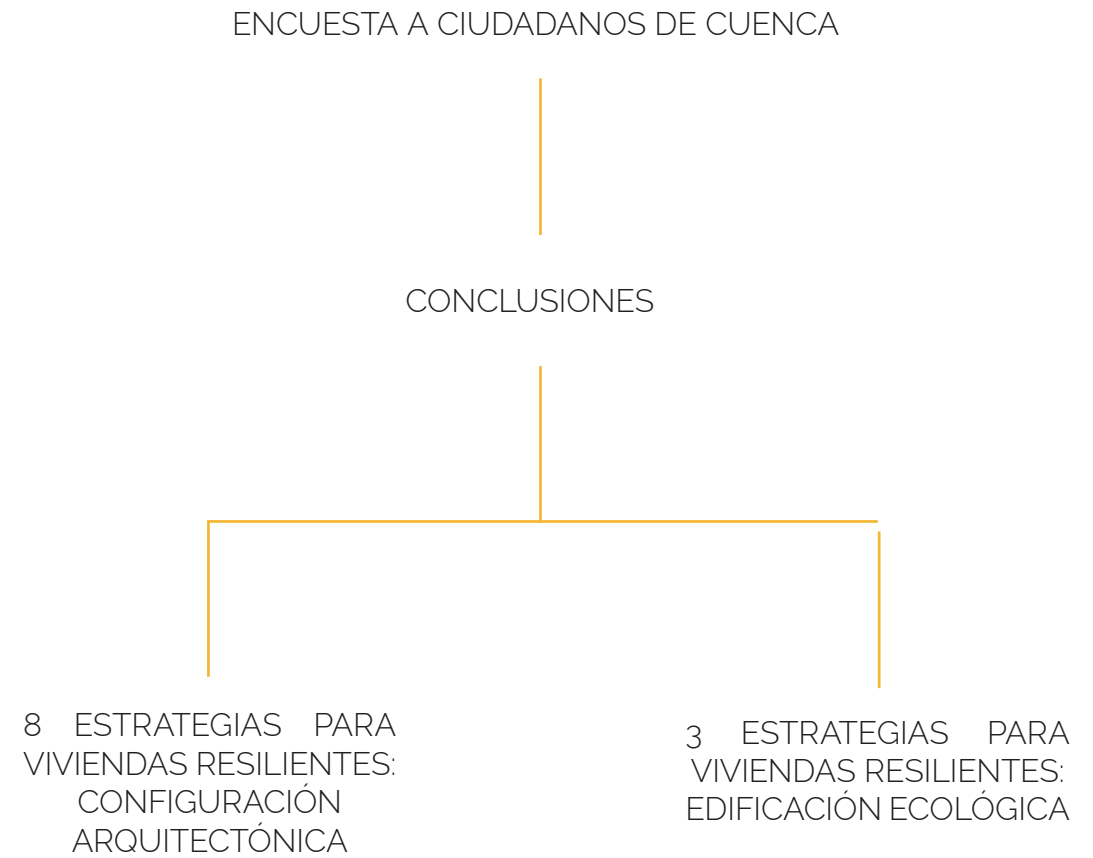 ENCUESTA A CIUDADANOS DE CUENCA
CONCLUSIONES
8 ESTRATEGIAS PARA
VIVIENDAS RESILIENTES:
CONFIGURACIÓN
ARQUITECTÓNICA
3 ESTRATEGIAS PARA
VIVIENDAS RESILIENTES:
EDIFICACIÓN ECOLÓGICA